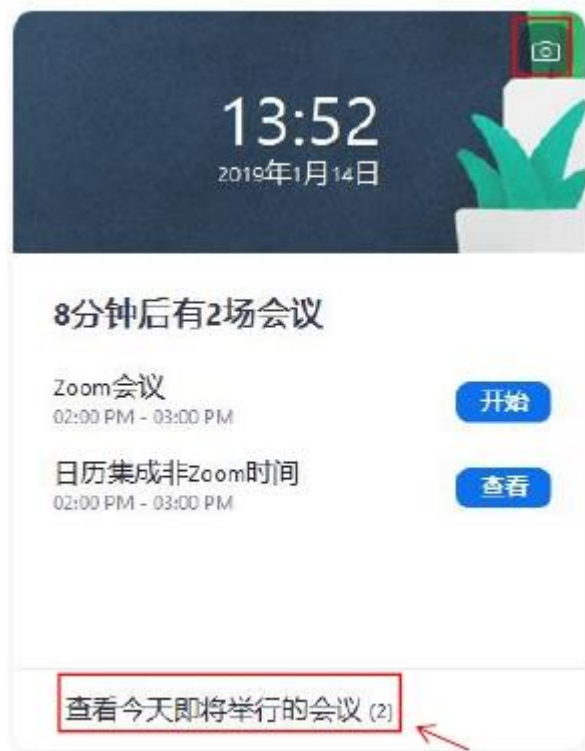 13:52
2019年1月14日
8分钟后有2场会议
Zoom会议
开始
02:00 PM - 03:00 PM
日历集成非Zoom时间
查看
02:00 PM - 03:00 PM
查看今天即将举行的会议 (2)